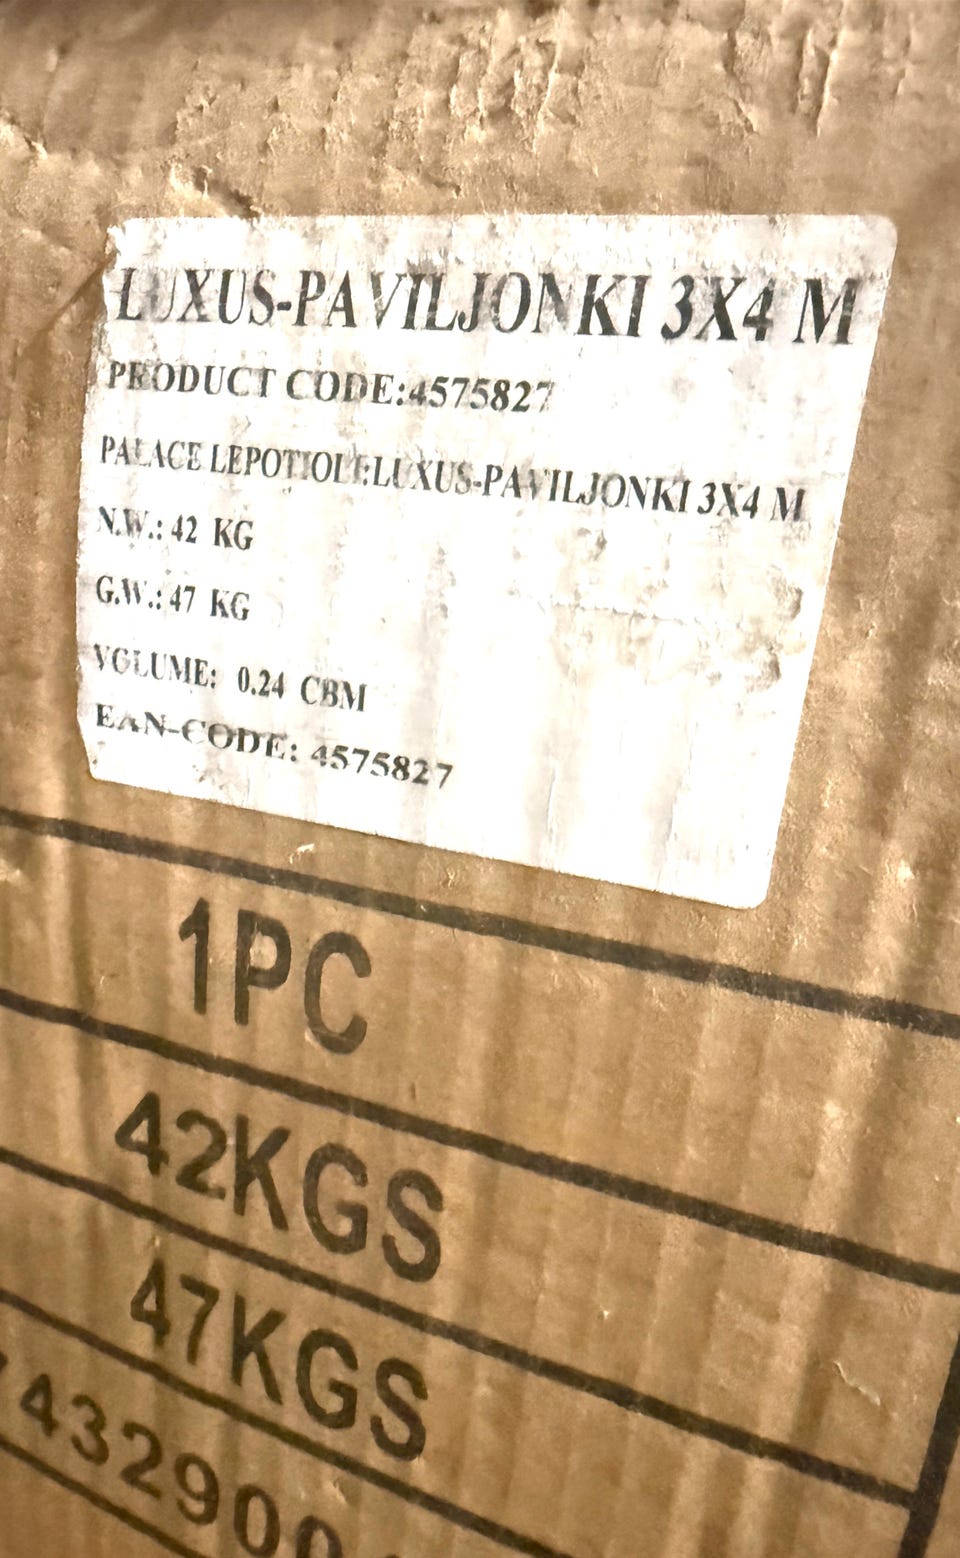 LUXUS-PAVILJONKI 3X4 M
PRODUCT CODE:4575827
PALACE LEPOTIOLE:LUXUS-PAVILJONKI 3X4 M
N.W.: 42 KG
G.W.: 47 KG
VOLUME: 0.24 CBM
EAN-CODE: 4575827
1PC
42KGS
47KGS